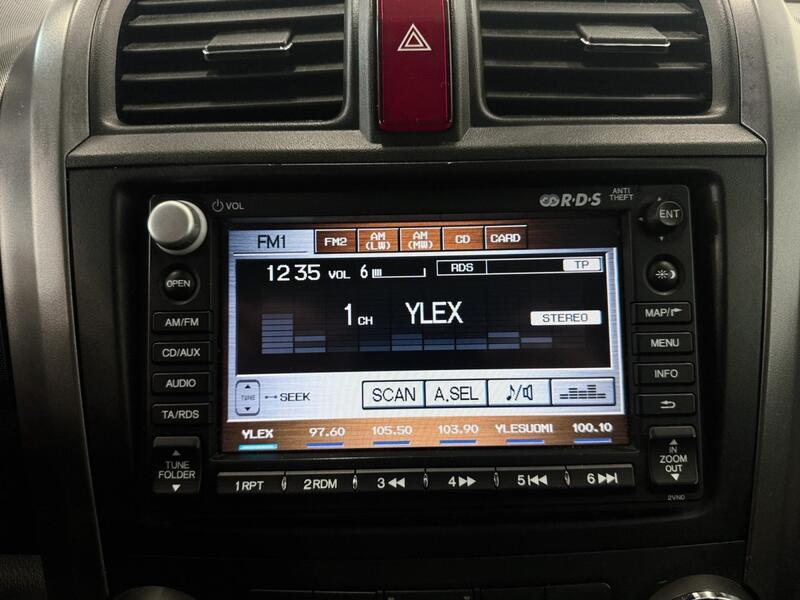 VOL
R·D·S
ANTI THEFT
ENT
FM1 FM2 AM (LW) AM (MW) CD CARD
OPEN
12 35 VOL 6 RDS TP
AM/FM
1 CH YLEX STEREO
MAP/
CD/AUX
MENU
AUDIO
INFO
TUNE SEEK SCAN A.SEL
TA/RDS
YLEX 97.60 105.50 103.90 YLESUOMI 100.10
TUNE
FOLDER
IN
ZOOM
OUT
1 RPT 2 RDM 3 4 5 6
2VN0